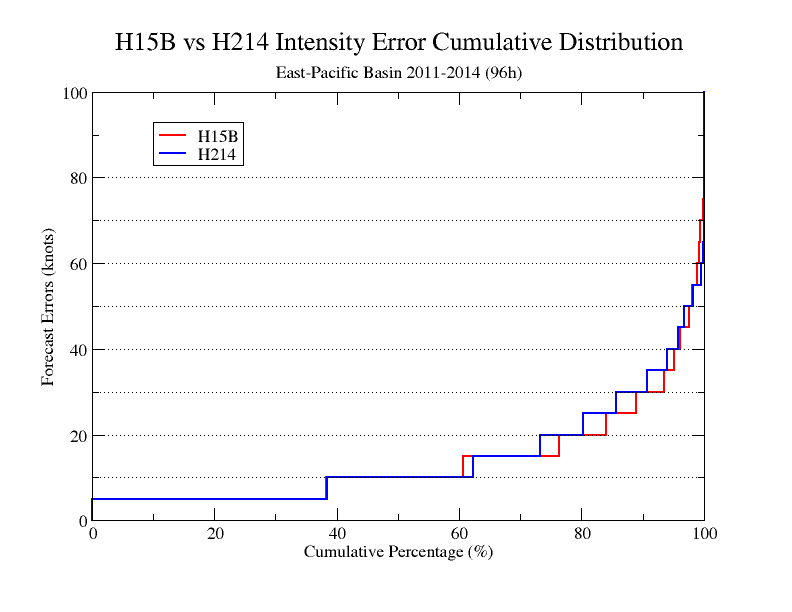 H15B vs H214 Intensity Error Cumulative Distribution
East-Pacific Basin 2011-2014 (96h)
100
80
60
40
20
0
Forecast Errors (knots)
H15B
H214
0 20 40 60 80 100
Cumulative Percentage (%)